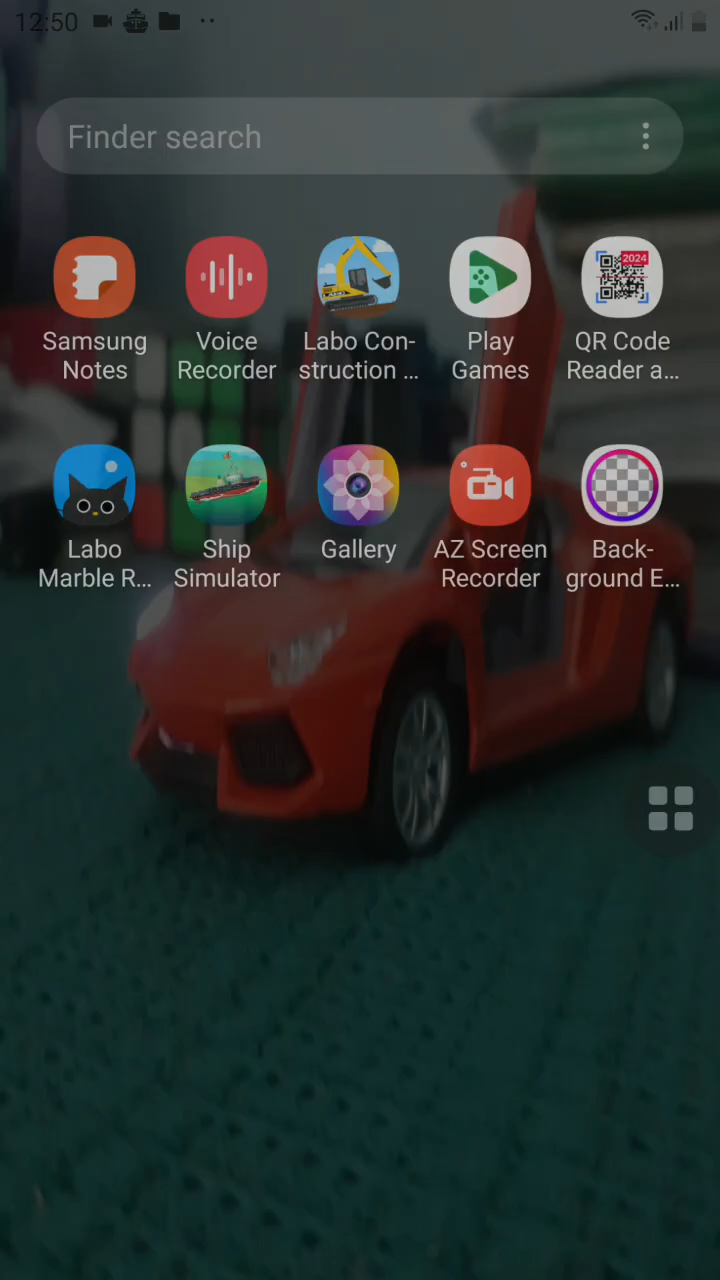 12:50
Finder search
Samsung Notes
Voice Recorder
Labo Con-
struction ...
Play Games
2024
QR Code Reader a...
Labo Marble R...
Ship Simulator
Gallery
AZ Screen Recorder
Back-
ground E...